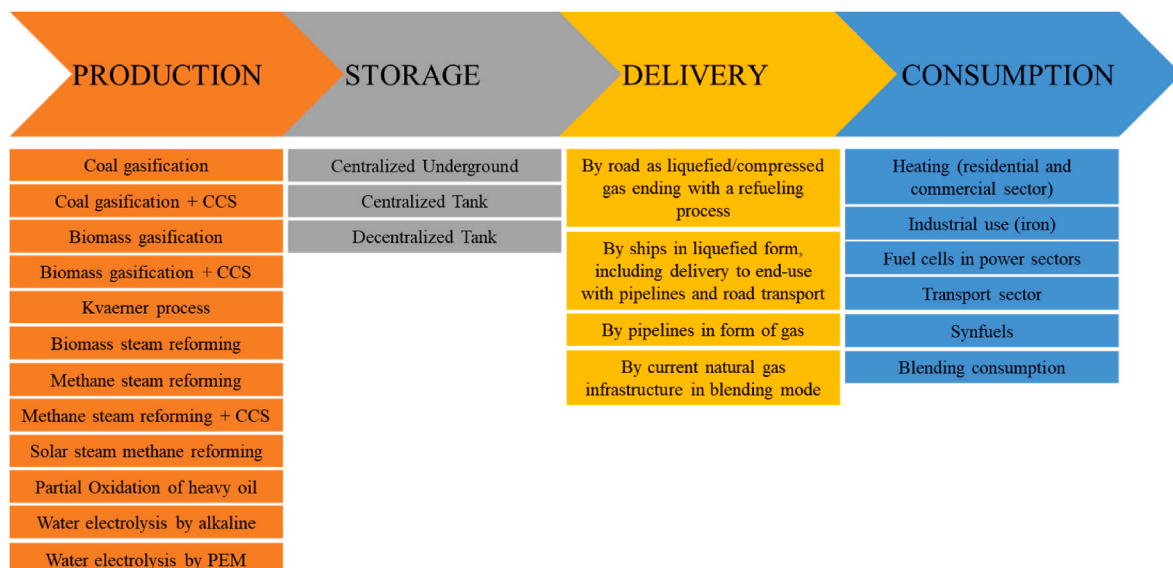 PRODUCTION
STORAGE
DELIVERY
CONSUMPTION
Coal gasification
Coal gasification + CCS
Biomass gasification
Biomass gasification + CCS
Kvaerner process
Biomass steam reforming
Methane steam reforming
Methane steam reforming + CCS
Solar steam methane reforming
Partial Oxidation of heavy oil
Water electrolysis by alkaline
Water electrolysis by PEM
Centralized Underground
Centralized Tank
Decentralized Tank
By road as liquefied/compressed
gas ending with a refueling
process
By ships in liquefied form,
including delivery to end-use
with pipelines and road transport
By pipelines in form of gas
By current natural gas
infrastructure in blending mode
Heating (residential and
commercial sector)
Industrial use (iron)
Fuel cells in power sectors
Transport sector
Synfuels
Blending consumption